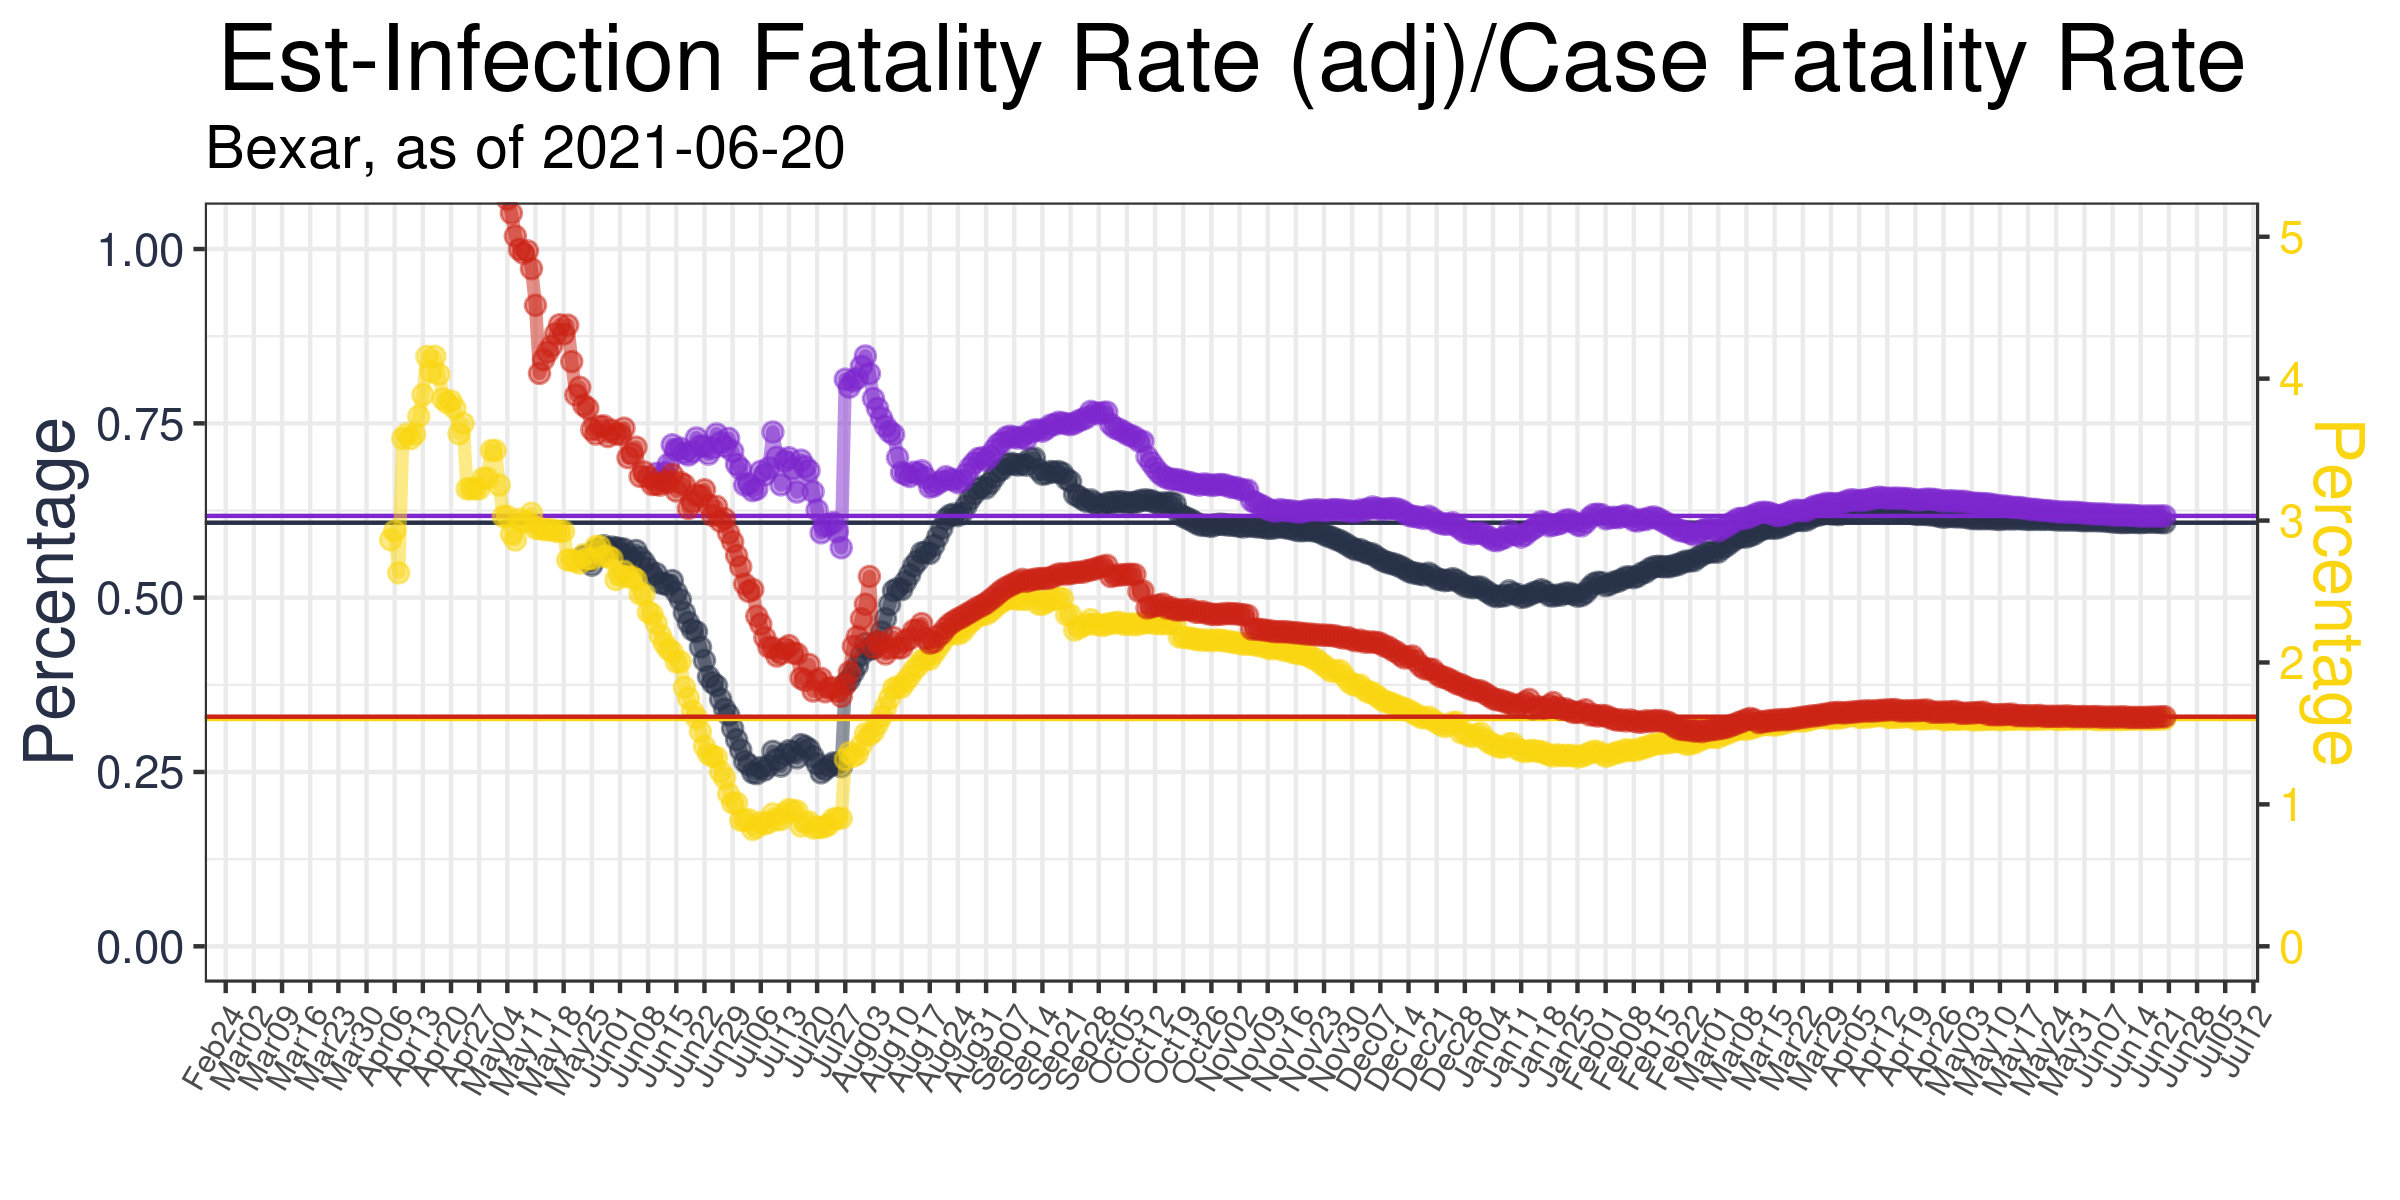 Est-Infection Fatality Rate (adj)/Case Fatality Rate
Bexar, as of 2021-06-20
Percentage
1.00
0.75
0.50
0.25
0.00
5
4
3
2
1
0
Percentage
Feb24
Mar02
Mar09
Mar16
Mar23
Mar30
Apr06
Apr13
Apr20
Apr27
May04
May11
May18
May25
Jun01
Jun08
Jun15
Jun22
Jun29
Jul06
Jul13
Jul20
Jul27
Aug03
Aug10
Aug17
Aug24
Aug31
Sep07
Sep14
Sep21
Sep28
Oct05
Oct12
Oct19
Oct26
Nov02
Nov09
Nov16
Nov23
Nov30
Dec07
Dec14
Dec21
Dec28
Jan04
Jan11
Jan18
Jan25
Feb01
Feb08
Feb15
Feb22
Mar01
Mar08
Mar15
Mar22
Mar29
Apr05
Apr12
Apr19
Apr26
May03
May10
May17
May24
May31
Jun07
Jun14
Jun21
Jun28
Jul05
Jul12